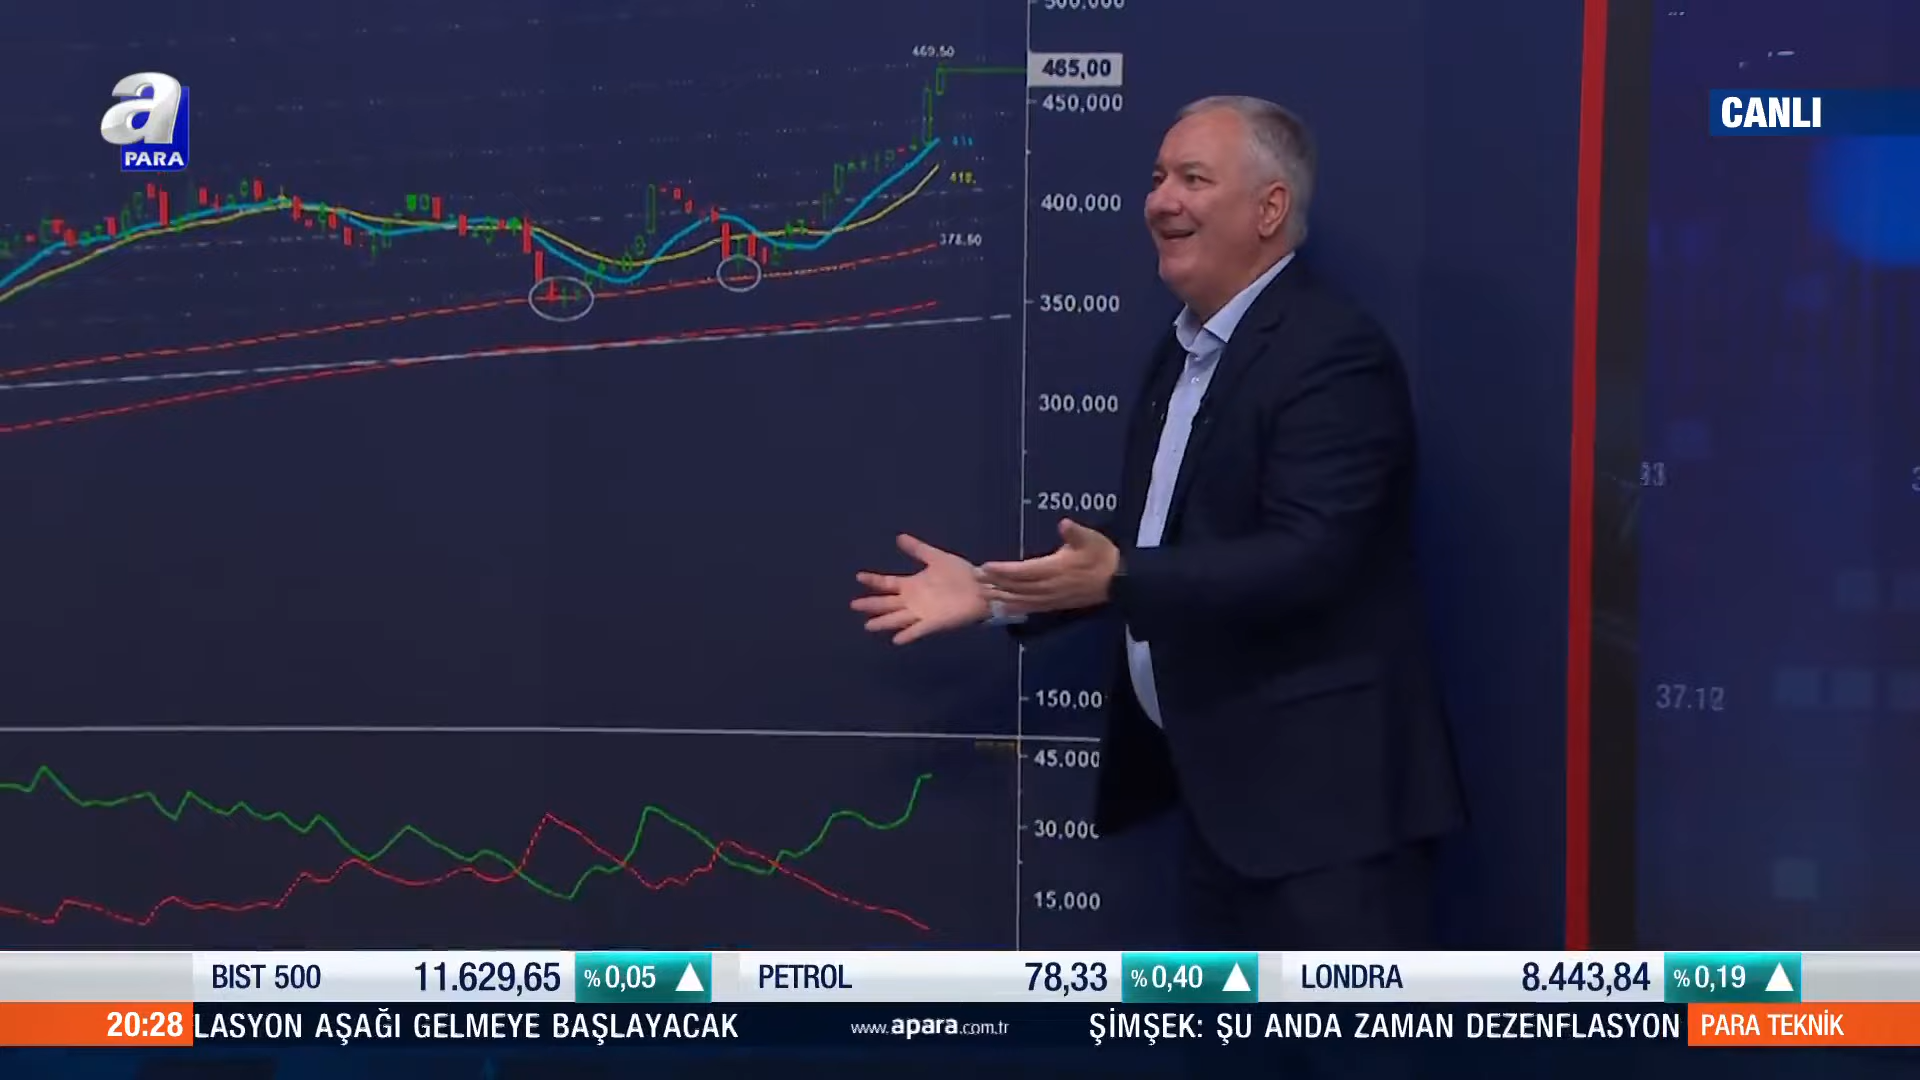 500,000
469,50
465,00
450,000
a
PARA
CANLI
400,000
378,50
350,000
300,000
250,000
150,00
37.12
45,000
30,000
15,000
BIST 500 11.629,65 %0,05 PETROL 78,33 %0,40 LONDRA 8.443,84 %0,19
20:28 LASYON AŞAĞI GELMEYE BAŞLAYACAK www.apara.com.tr ŞİMŞEK: ŞU ANDA ZAMAN DEZENFLASYON PARA TEKNİK